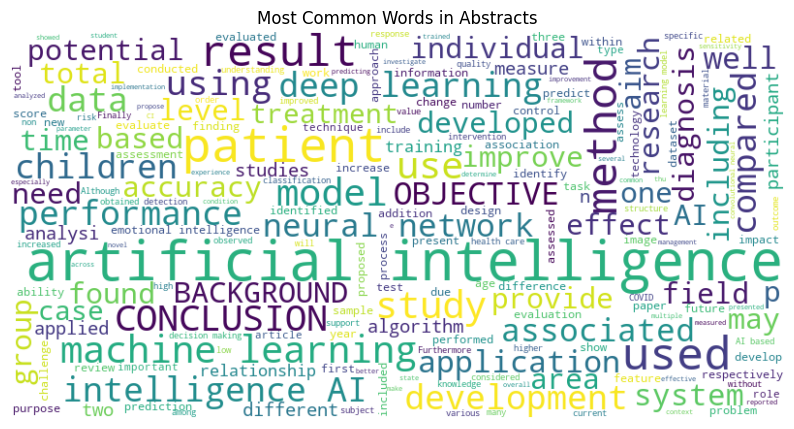 Most Common Words in Abstracts
showed
student
evaluated
response
trained
human
approach
three
within
type
specific
related
sensitivity
potential
result
individual
well
tool
conducted
understanding
predicting
investigate
quality
improvement
analyzed
implementation
propose
work
information
measure
aim
total
using
deep learning
data
score
order
improved
Finally
change
number
predict
assess
research
learning model
framework
material
several
non
new
risk
evaluate
value
control
level
treatment
developed
technology
dataset
diagnosis
compared
including
participant
parameter
CI
finding
technique
include
association
intervention
time
based
patient
training
identify
method
assessment
studies
increase
children
experience
classification
determine
use
improve
task
common
thu
one
especially
Although
accuracy
model
OBJECTIVE
n
structure
need
obtained
detection
condition
identified
addition
design
AI
outcome
performance
neural network
effect
analysi
emotional intelligence
assessed
process
image
impact
increased
novel
observed
will
e
present
health care
management
across
artificial intelligence
ability
found
BACKGROUND
high
proposed
test
due
age
difference
COVID
paper
future
presented
provide
field
p
group
case
CONCLUSION
sample
study
evaluation
multiple
measured
AI based
may
applied
support
year
algorithm
performed
higher
show
develop
associated
decision making
article
Furthermore
respectively
challenge
machine learning
low
better
used
review
important
relationship
first
application
without
intelligence AI
included
state
knowledge
considered
overall
area
feature
effective
role
reported
purpose
two
prediction
among
different
subject
make
development
various
many
current
system
context
problem